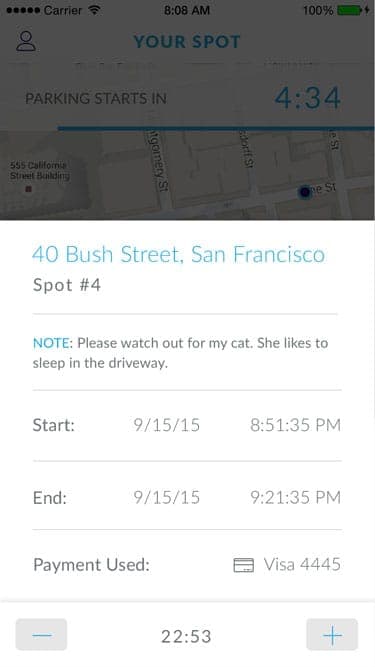 Carrier 8:08 AM 100%
YOUR SPOT
PARKING STARTS IN 4:34
555 California
Street Building
tgomery St
sdorff St
e St
ne St
40 Bush Street, San Francisco
Spot #4
NOTE: Please watch out for my cat. She likes to
sleep in the driveway.
Start: 9/15/15 8:51:35 PM
End: 9/15/15 9:21:35 PM
Payment Used: Visa 4445
− 22:53 +